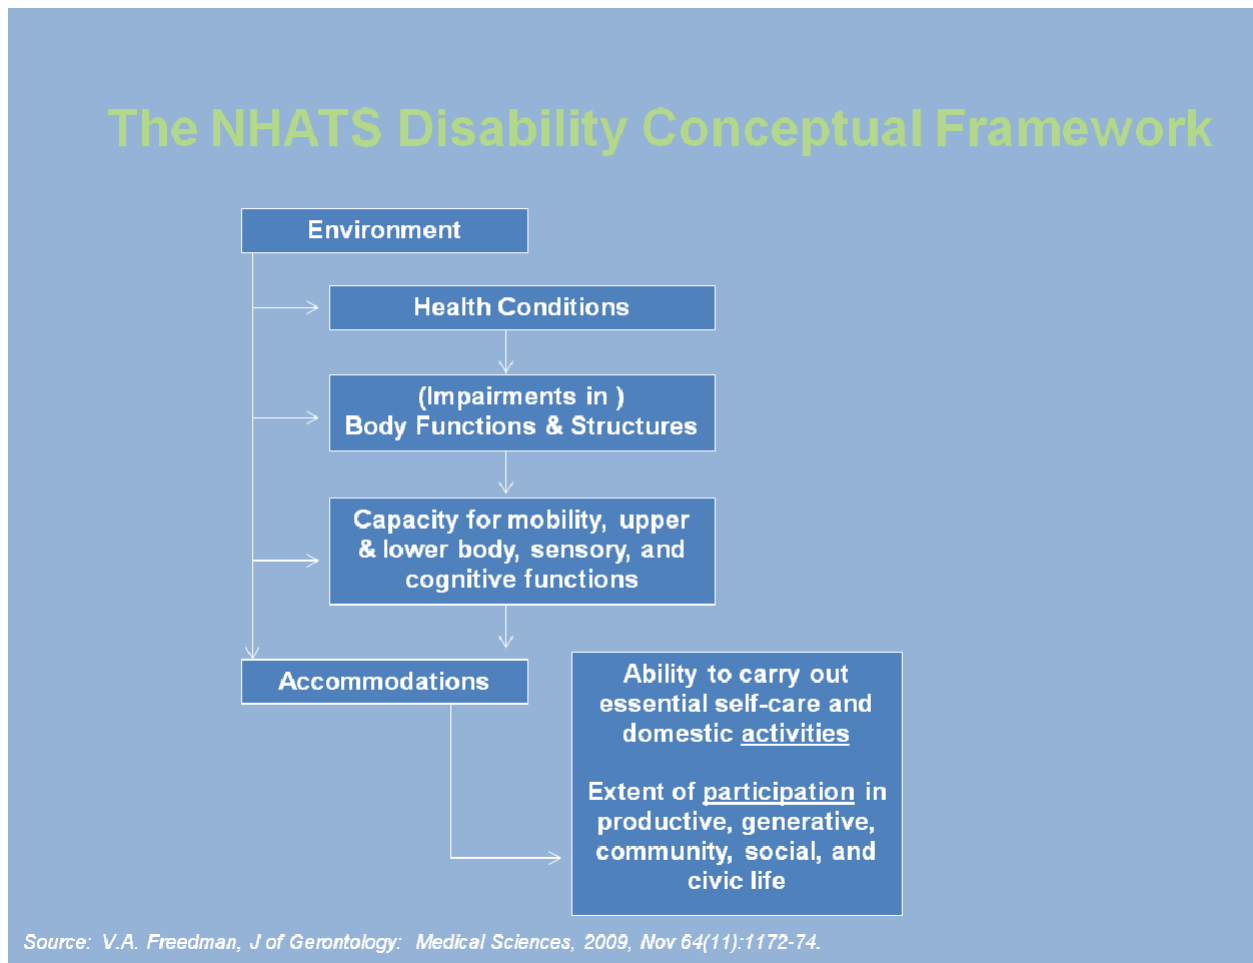 The NHATS Disability Conceptual Framework
Environment
Health Conditions
(Impairments in )
Body Functions & Structures
Capacity for mobility, upper
& lower body, sensory, and
cognitive functions
Accommodations
Ability to carry out
essential self-care and
domestic activities
Extent of participation in
productive, generative,
community, social, and
civic life
Source: V.A. Freedman, J of Gerontology: Medical Sciences, 2009, Nov 64(11):1172-74.